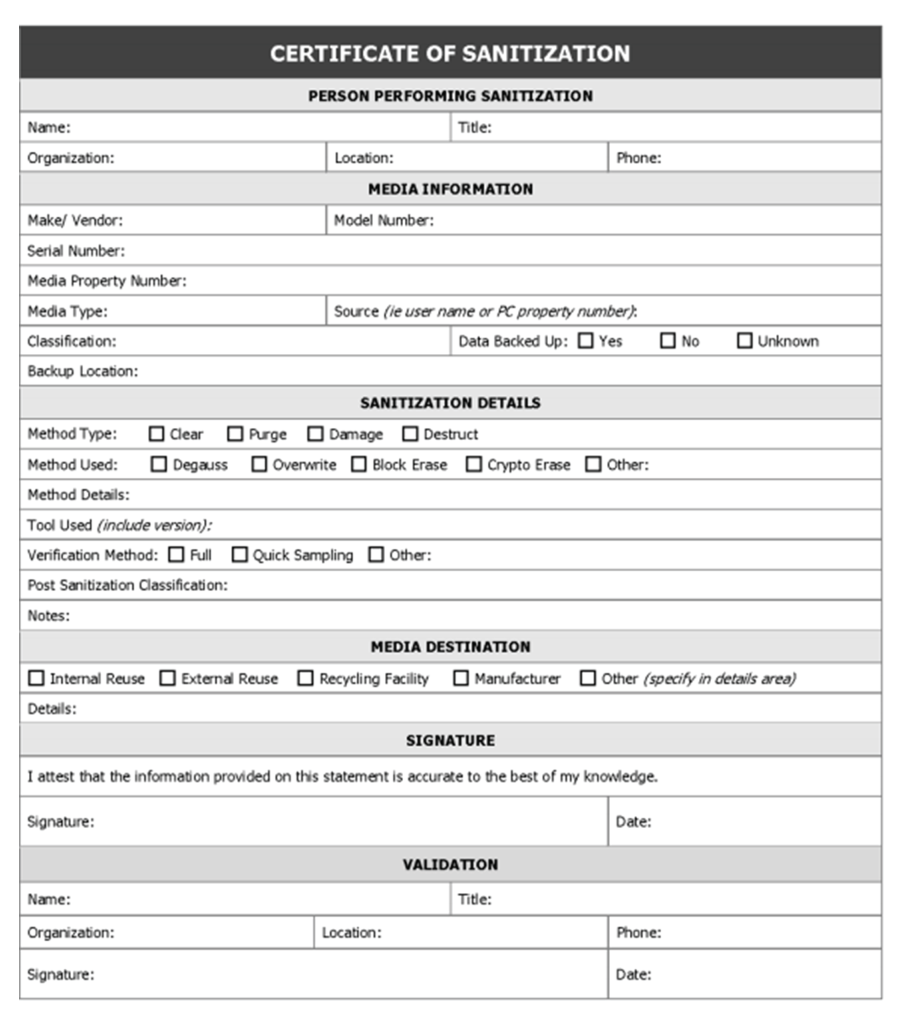 CERTIFICATE OF SANITIZATION
PERSON PERFORMING SANITIZATION
Name: Title:
Organization: Location: Phone:
MEDIA INFORMATION
Make/ Vendor: Model Number:
Serial Number:
Media Property Number:
Media Type: Source (ie user name or PC property number):
Classification: Data Backed Up: Yes No Unknown
Backup Location:
SANITIZATION DETAILS
Method Type: Clear Purge Damage Destruct
Method Used: Degauss Overwrite Block Erase Crypto Erase Other:
Method Details:
Tool Used (include version):
Verification Method: Full Quick Sampling Other:
Post Sanitization Classification:
Notes:
MEDIA DESTINATION
Internal Reuse External Reuse Recycling Facility Manufacturer Other (specify in details area)
Details:
SIGNATURE
I attest that the information provided on this statement is accurate to the best of my knowledge.
Signature: Date:
VALIDATION
Name: Title:
Organization: Location: Phone:
Signature: Date: